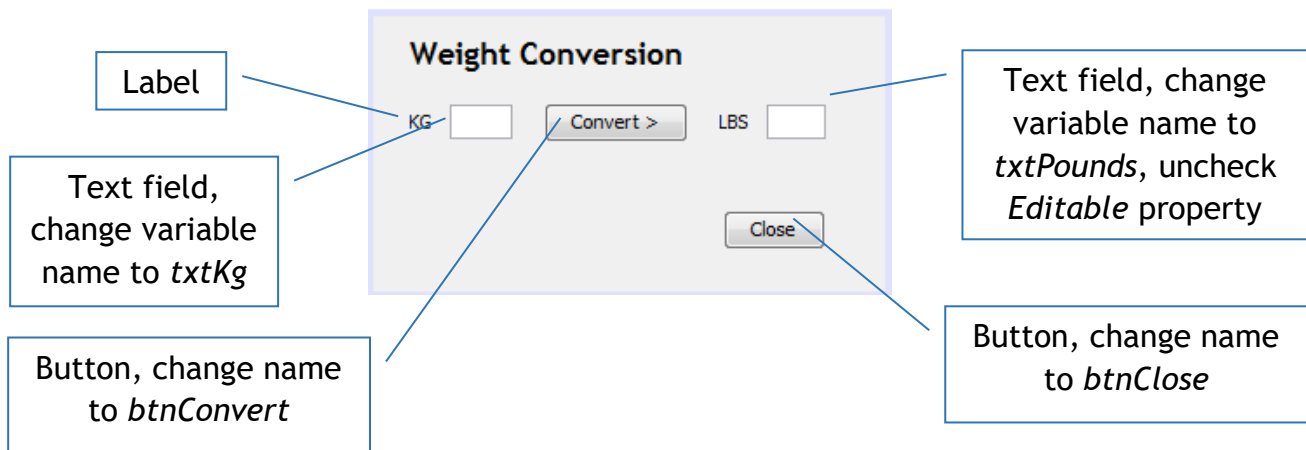 Weight Conversion
Label
KG
Convert >
LBS
Text field, change
variable name to
txtPounds, uncheck
Editable property
Text field,
change variable
name to txtKg
Close
Button, change name
to btnConvert
Button, change name
to btnClose